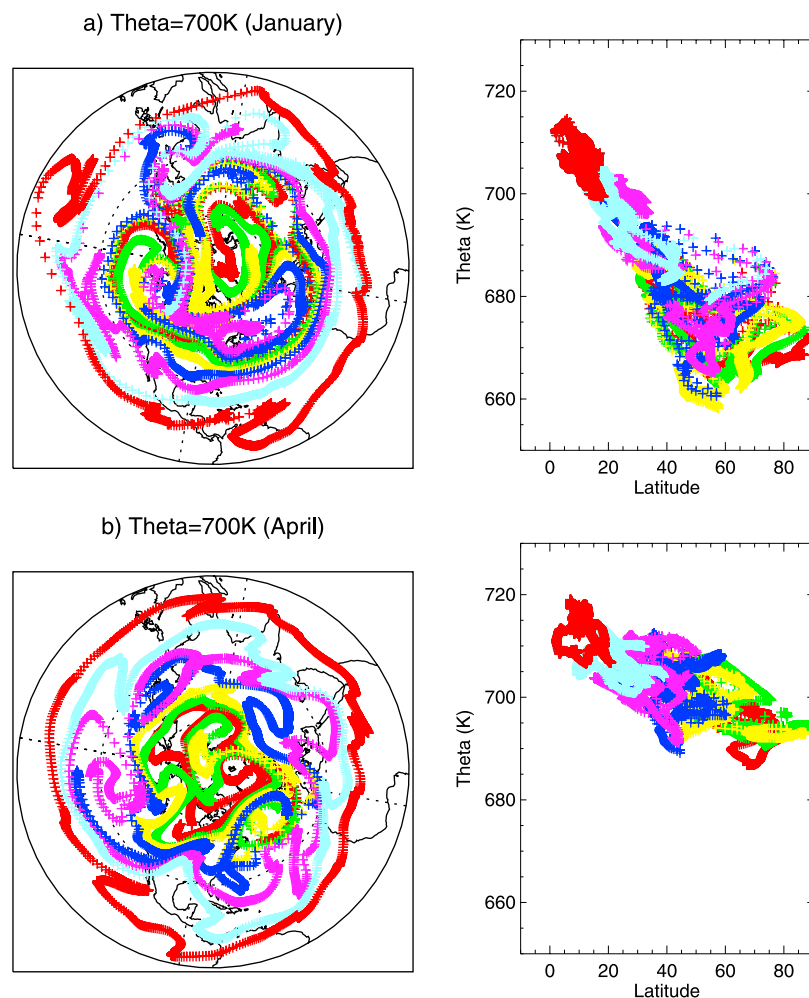 a) Theta=700K (January)
720
700
680
660
Theta (K)
0 20 40 60 80
Latitude
b) Theta=700K (April)
720
700
680
660
Theta (K)
0 20 40 60 80
Latitude